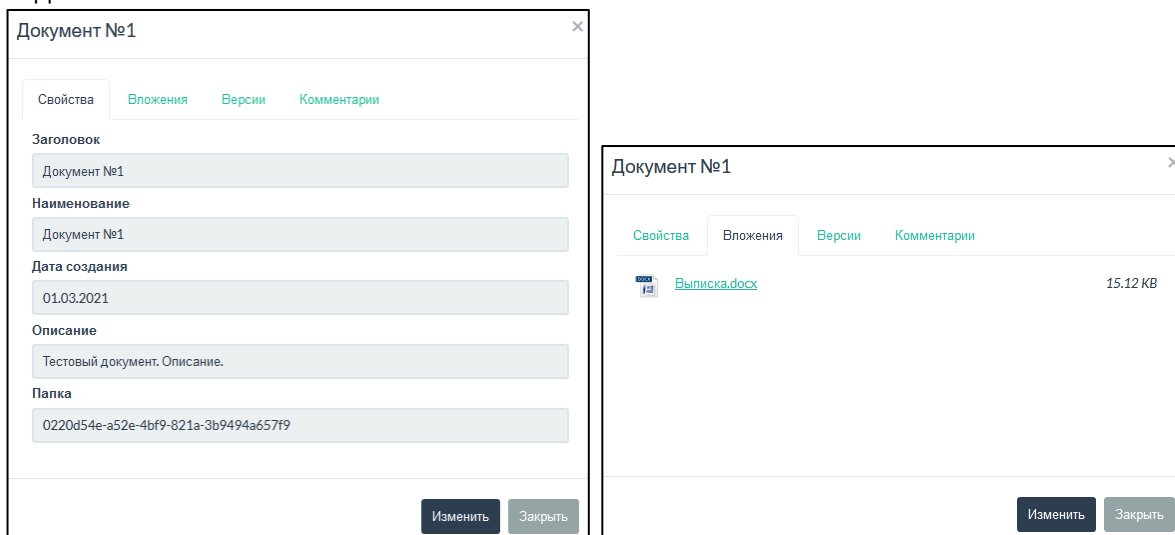 Документ №1 ×
Свойства Вложения Версии Комментарии
Заголовок
Документ №1
Наименование
Документ №1
Дата создания
01.03.2021
Описание
Тестовый документ. Описание.
Папка
0220d54e-a52e-4bf9-821a-3b9494a657f9
Изменить Закрыть
Документ №1 ×
Свойства Вложения Версии Комментарии
DOCX Выписка.docx 15.12 KB
Изменить Закрыть